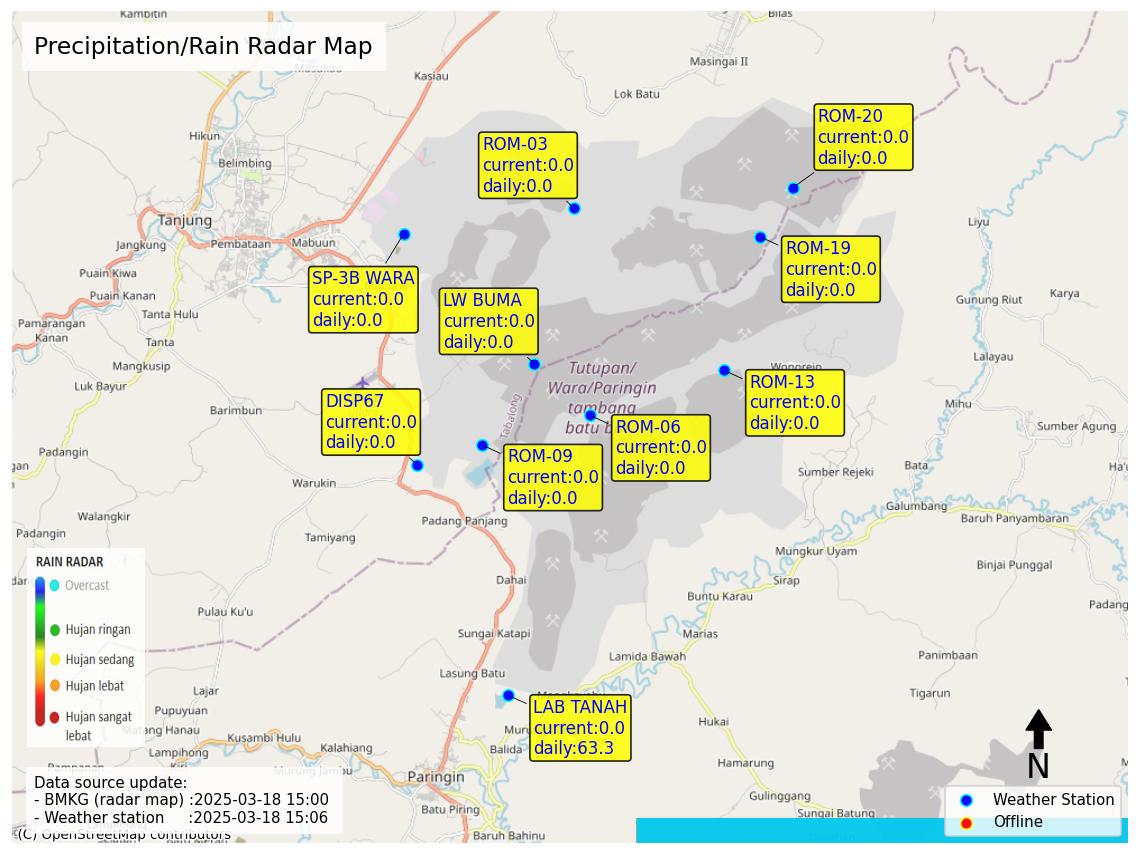 Kambitin
Bilas
Precipitation/Rain Radar Map
Masukau
Kasiau
Masingai II
Lok Batu
ROM-20
current:0.0
daily:0.0
Hikun
ROM-03
current:0.0
daily:0.0
Belimbing
Tanjung
Liyu
Jangkung
Pembataan
Mabuun
ROM-19
current:0.0
daily:0.0
Puain Kiwa
SP-3B WARA
current:0.0
daily:0.0
Puain Kanan
LW BUMA
current:0.0
daily:0.0
Karya
Gunung Riut
Tanta Hulu
Pamarangan
Kanan
Tanta
Lalayau
Mangkusip
Wonorejo
Tutupan/
Wara/Paringin
tambang
batu b
Luk Bayur
ROM-13
current:0.0
daily:0.0
Tabalong
DISP67
current:0.0
daily:0.0
Barimbun
Mihu
ROM-06
current:0.0
daily:0.0
Sumber Agung
Padangin
ROM-09
current:0.0
daily:0.0
gan
Bata
Ha
Sumber Rejeki
Warukin
Galumbang
Walangkir
Padang Panjang
Baruh Panyambaran
Padangin
Tamiyang
Mungkur Uyam
RAIN RADAR
Overcast
Hujan ringan
Hujan sedang
Hujan lebat
Hujan sangat
lebat
Binjai Punggal
Dahai
Sirap
Buntu Karau
Padang
Pulau Ku'u
Sungai Katapi
Marias
Lamida Bawah
Panimbaan
Lasung Batu
Lajar
Tigarun
Pupuyuan
LAB TANAH
current:0.0
daily:63.3
Matang Hanau
Kusambi Hulu
Hukai
Lampihong
Kalahiang
Balida
Hamarung
N
Murung Jambu
Paringin
Data source update:
- BMKG (radar map) :2025-03-18 15:00
- Weather station :2025-03-18 15:06
Gulinggang
Weather Station
Offline
Batu Piring
Sungai Batung
Baruh Bahinu
(C) OpenStreetMap contributors